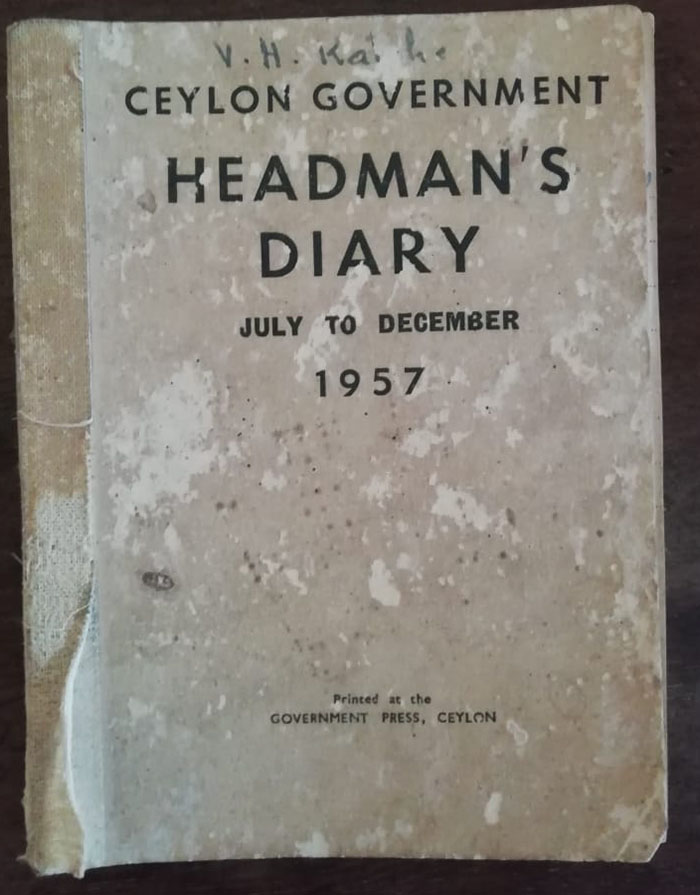 V. H.
CEYLON GOVERNMENT
HEADMAN'S
DIARY
JULY TO DECEMBER
1957
Printed at the
GOVERNMENT PRESS, CEYLON